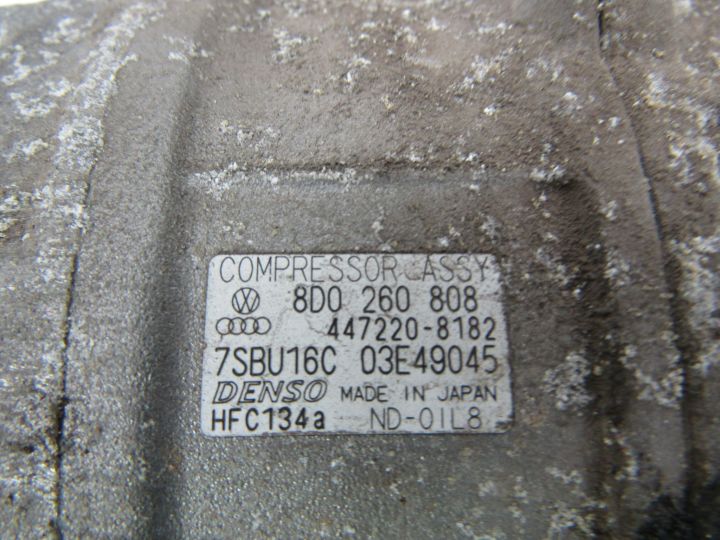 COMPRESSOR ASSY
8D0 260 808
447220-8182
7SBU16C 03E49045
DENSO MADE IN JAPAN
HFC134a ND-OIL8